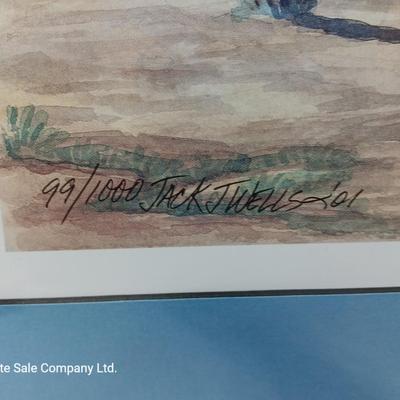 99/1000 JACK J WELLS '01
te Sale Company Ltd.